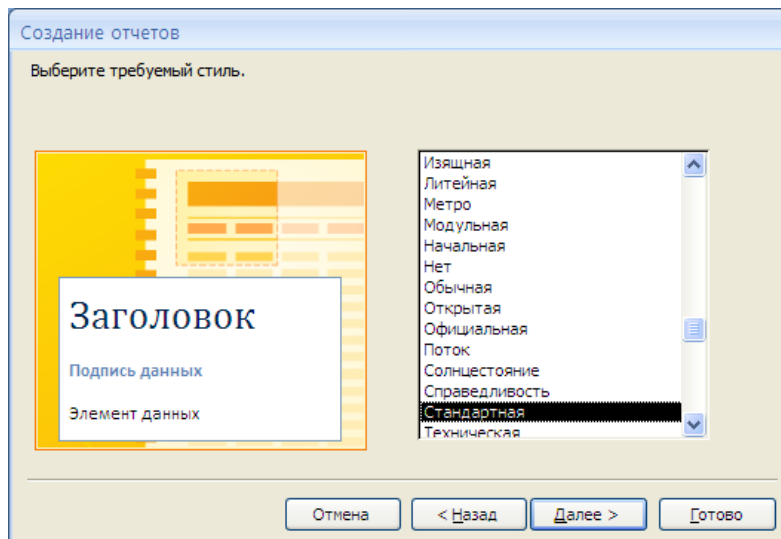 Создание отчетов
Выберите требуемый стиль.
Заголовок
Подпись данных
Элемент данных
Изящная
Литейная
Метро
Модульная
Начальная
Нет
Обычная
Открытая
Официальная
Поток
Солнцестояние
Справедливость
Стандартная
Техническая
Отмена
< Назад
Далее >
Готово